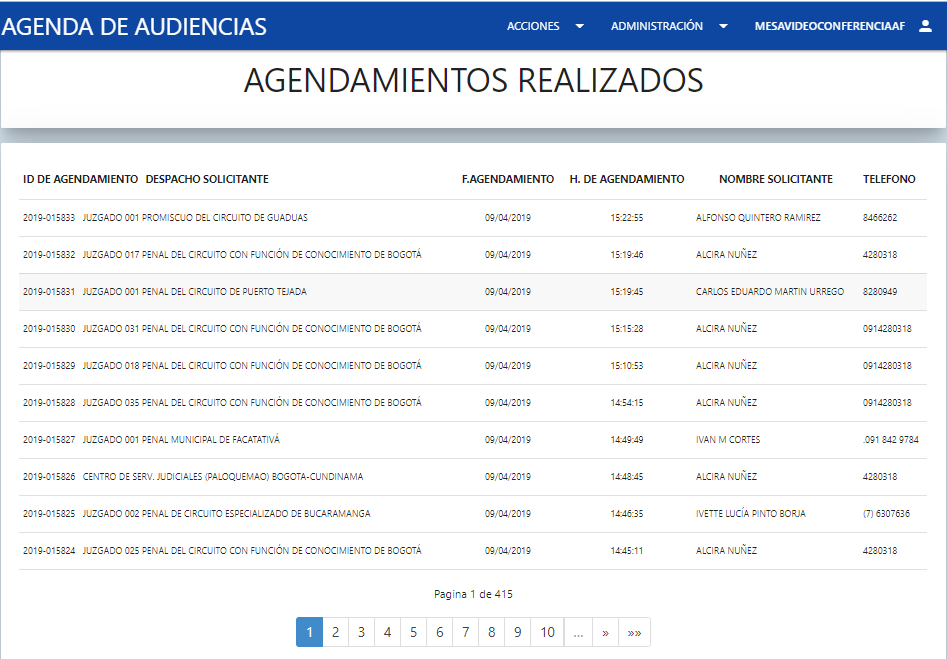 AGENDA DE AUDIENCIAS ACCIONES ADMINISTRACIÓN MESAVIDEOCONFERENCIAAF
AGENDAMIENTOS REALIZADOS
ID DE AGENDAMIENTO DESPACHO SOLICITANTE F.AGENDAMIENTO H. DE AGENDAMIENTO NOMBRE SOLICITANTE TELEFONO
2019-015833 JUZGADO 001 PROMISCUO DEL CIRCUITO DE GUADUAS 09/04/2019 15:22:55 ALFONSO QUINTERO RAMIREZ 8466262
2019-015832 JUZGADO 017 PENAL DEL CIRCUITO CON FUNCIÓN DE CONOCIMIENTO DE BOGOTÁ 09/04/2019 15:19:46 ALCIRA NUÑEZ 4280318
2019-015831 JUZGADO 001 PENAL DEL CIRCUITO DE PUERTO TEJADA 09/04/2019 15:19:45 CARLOS EDUARDO MARTIN URREGO 8280949
2019-015830 JUZGADO 031 PENAL DEL CIRCUITO CON FUNCIÓN DE CONOCIMIENTO DE BOGOTÁ 09/04/2019 15:15:28 ALCIRA NUÑEZ 0914280318
2019-015829 JUZGADO 018 PENAL DEL CIRCUITO CON FUNCIÓN DE CONOCIMIENTO DE BOGOTÁ 09/04/2019 15:10:53 ALCIRA NUÑEZ 0914280318
2019-015828 JUZGADO 035 PENAL DEL CIRCUITO CON FUNCIÓN DE CONOCIMIENTO DE BOGOTÁ 09/04/2019 14:54:15 ALCIRA NUÑEZ 0914280318
2019-015827 JUZGADO 001 PENAL MUNICIPAL DE FACATATIVÁ 09/04/2019 14:49:49 IVAN M CORTES .091 842 9784
2019-015826 CENTRO DE SERV. JUDICIALES (PALOQUEMAO) BOGOTA-CUNDINAMA 09/04/2019 14:48:45 ALCIRA NUÑEZ 4280318
2019-015825 JUZGADO 002 PENAL DE CIRCUITO ESPECIALIZADO DE BUCARAMANGA 09/04/2019 14:46:35 IVETTE LUCÍA PINTO BORJA (7) 6307636
2019-015824 JUZGADO 025 PENAL DEL CIRCUITO CON FUNCIÓN DE CONOCIMIENTO DE BOGOTÁ 09/04/2019 14:45:11 ALCIRA NUÑEZ 4280318
Pagina 1 de 415
1 2 3 4 5 6 7 8 9 10 ... » »»